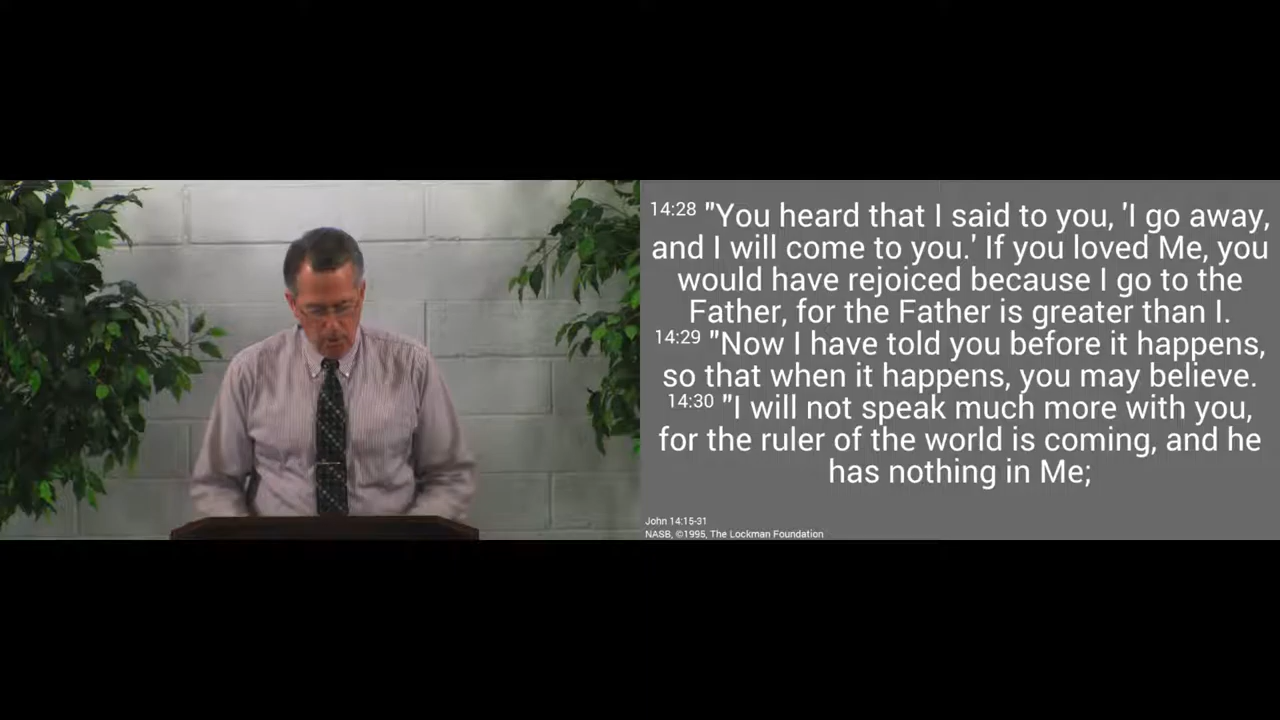 14:28 "You heard that I said to you, 'I go away,
and I will come to you.' If you loved Me, you
would have rejoiced because I go to the
Father, for the Father is greater than I.
14:29 "Now I have told you before it happens,
so that when it happens, you may believe.
14:30 "I will not speak much more with you,
for the ruler of the world is coming, and he
has nothing in Me;
John 14:15-31
NASB, ©1995, The Lockman Foundation